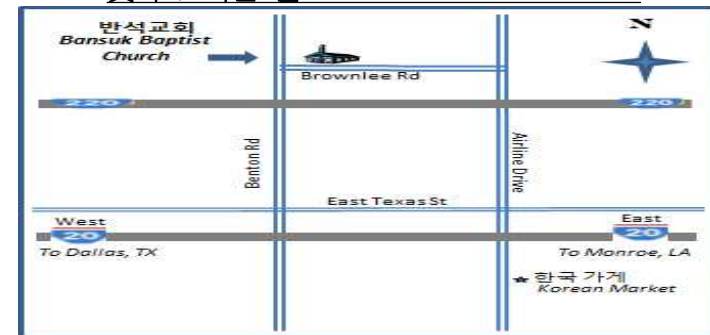 반석교회
Bansuk Baptist
Church
N
Brownlee Rd
220
220
Benton Rd
Airline Drive
East Texas St
West
20
To Dallas, TX
East
20
To Monroe, LA
한국 가게
Korean Market